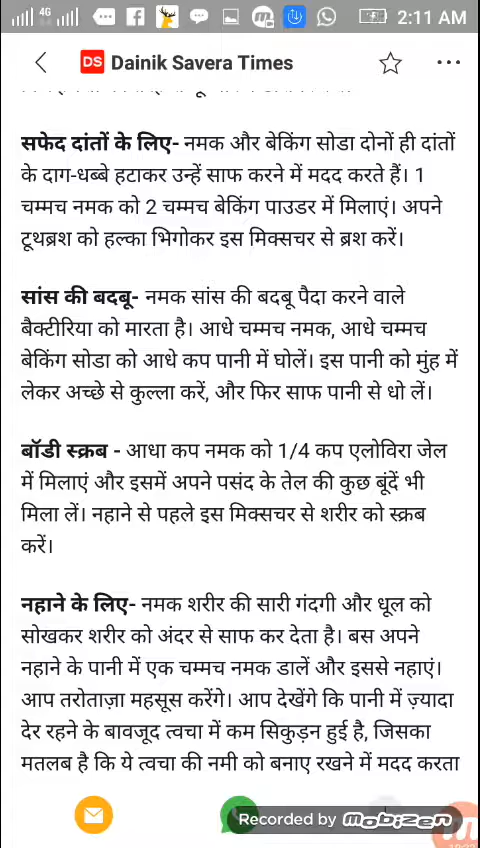 4G
2:11 AM
DS Dainik Savera Times
सफेद दांतों के लिए- नमक और बेकिंग सोडा दोनों ही दांतों
के दाग-धब्बे हटाकर उन्हें साफ करने में मदद करते हैं। 1
चम्मच नमक को 2 चम्मच बेकिंग पाउडर में मिलाएं। अपने
टूथब्रश को हल्का भिगोकर इस मिक्सचर से ब्रश करें।
सांस की बदबू- नमक सांस की बदबू पैदा करने वाले
बैक्टीरिया को मारता है। आधे चम्मच नमक, आधे चम्मच
बेकिंग सोडा को आधे कप पानी में घोलें। इस पानी को मुंह में
लेकर अच्छे से कुल्ला करें, और फिर साफ पानी से धो लें।
बॉडी स्क्रब - आधा कप नमक को 1/4 कप एलोविरा जेल
में मिलाएं और इसमें अपने पसंद के तेल की कुछ बूंदें भी
मिला लें। नहाने से पहले इस मिक्सचर से शरीर को स्क्रब
करें।
नहाने के लिए- नमक शरीर की सारी गंदगी और धूल को
सोखकर शरीर को अंदर से साफ कर देता है। बस अपने
नहाने के पानी में एक चम्मच नमक डालें और इससे नहाएं।
आप तरोताज़ा महसूस करेंगे। आप देखेंगे कि पानी में ज़्यादा
देर रहने के बावजूद त्वचा में कम सिकुड़न हुई है, जिसका
मतलब है कि ये त्वचा की नमी को बनाए रखने में मदद करता
Recorded by mobizen